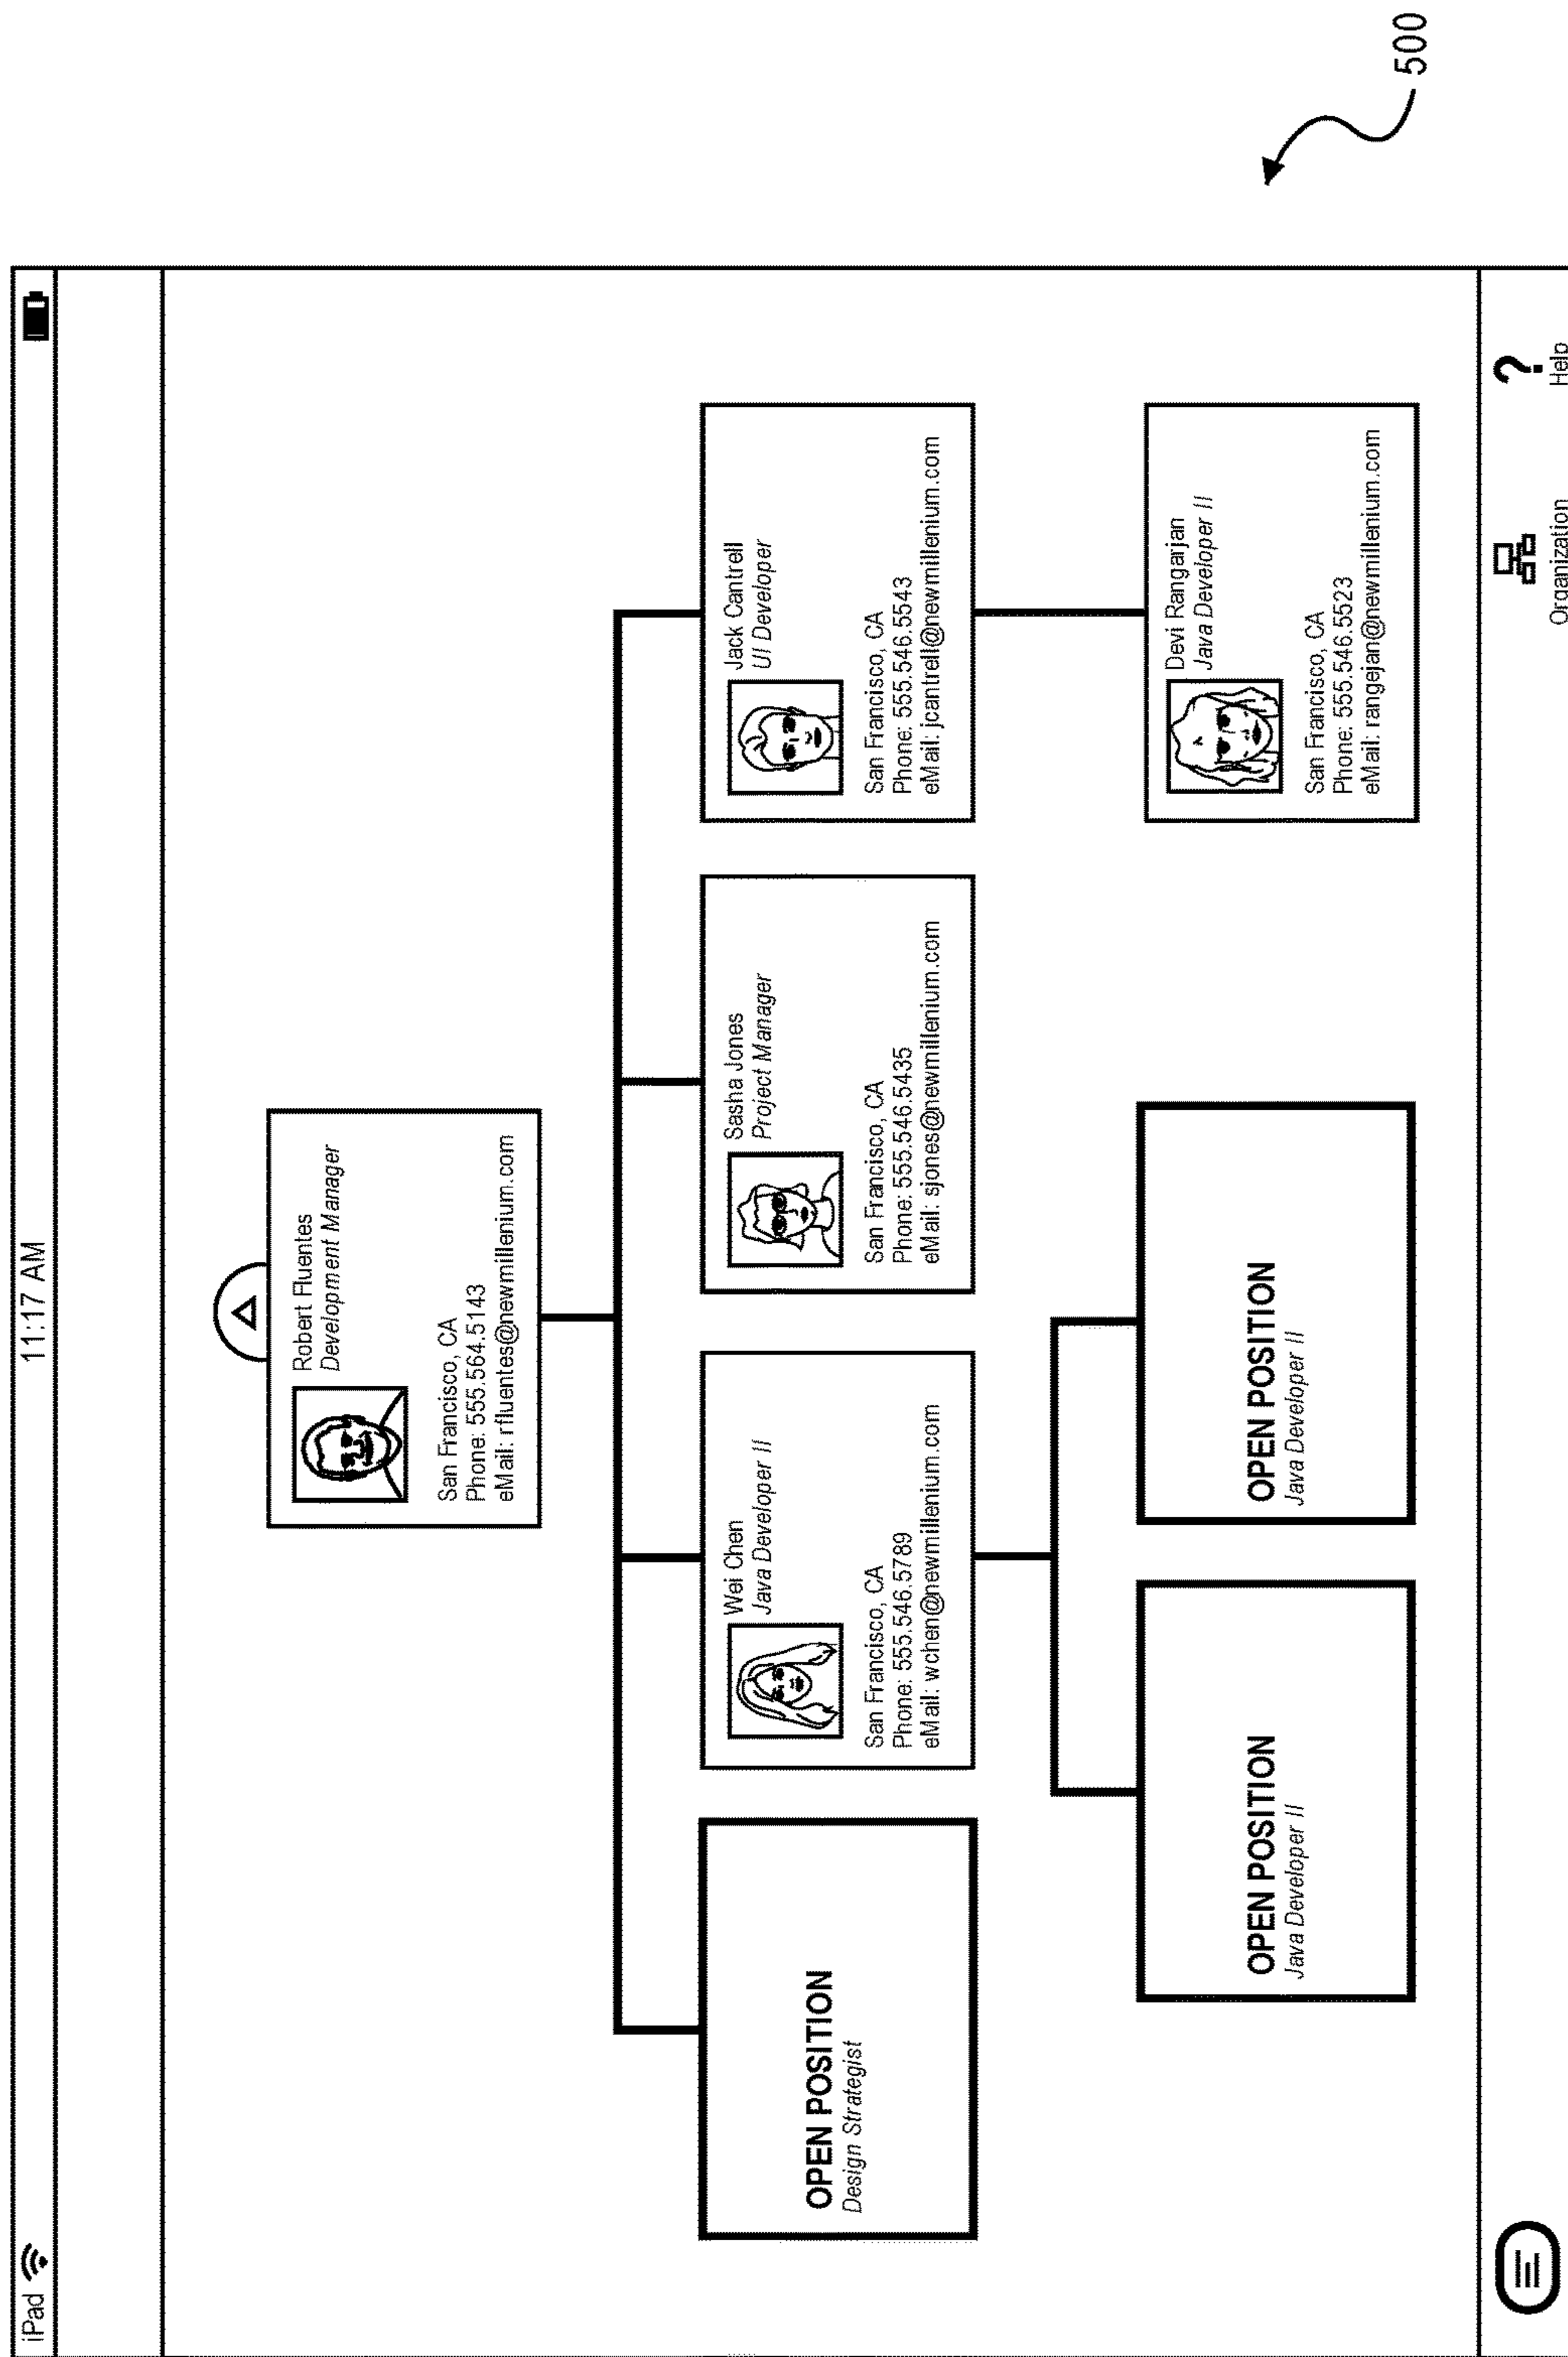 iPad
11:17 AM
Robert Fluentes
Development Manager
San Francisco, CA
Phone: 555.564.5143
eMail: rfluentes@newmillenium.com
OPEN POSITION
Design Strategist
Wei Chen
Java Developer II
San Francisco, CA
Phone: 555.546.5789
eMail: wchen@newmillenium.com
Sasha Jones
Project Manager
San Francisco, CA
Phone: 555.546.5435
eMail: sjones@newmillenium.com
Jack Cantrell
UI Developer
San Francisco, CA
Phone: 555.546.5543
eMail: jcantrell@newmillenium.com
OPEN POSITION
Java Developer II
OPEN POSITION
Java Developer II
Devi Rangarjan
Java Developer II
San Francisco, CA
Phone: 555.546.5523
eMail: rangejan@newmillenium.com
Organization
Help
500